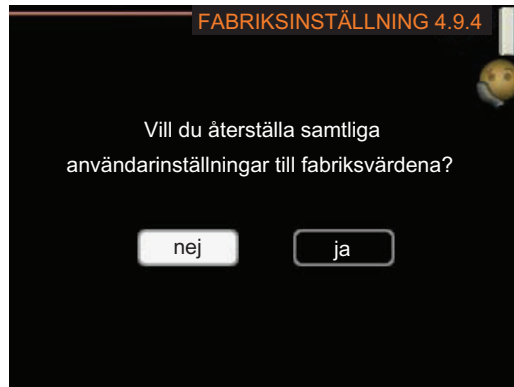 FABRIKSINSTÄLLNING 4.9.4
Vill du återställa samtliga
användarinställningar till fabriksvärdena?
nej
ja